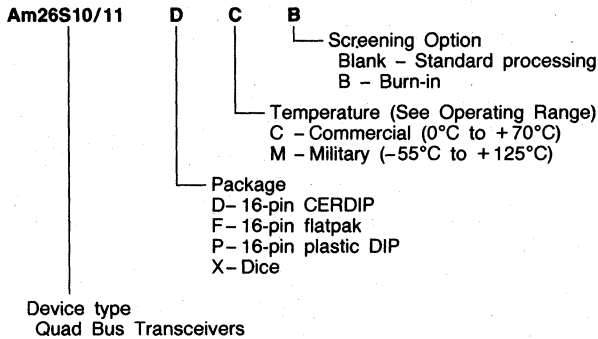 Am26S10/11 D C B
Screening Option
Blank – Standard processing
B – Burn-in
Temperature (See Operating Range)
C – Commercial (0°C to +70°C)
M – Military (–55°C to +125°C)
Package
D– 16-pin CERDIP
F– 16-pin flatpak
P– 16-pin plastic DIP
X– Dice
Device type
Quad Bus Transceivers